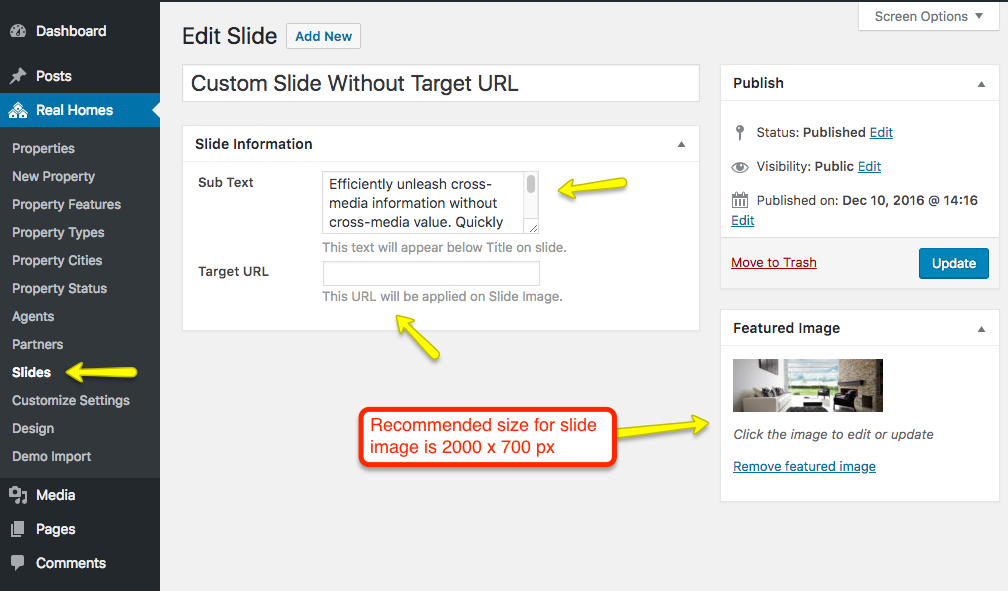 Dashboard
Posts
Real Homes
Properties
New Property
Property Features
Property Types
Property Cities
Property Status
Agents
Partners
Slides
Customize Settings
Design
Demo Import
Media
Pages
Comments
Screen Options
Edit Slide
Add New
Custom Slide Without Target URL
Slide Information
Sub Text
Efficiently unleash cross-
media information without
cross-media value. Quickly
This text will appear below Title on slide.
Target URL
This URL will be applied on Slide Image.
Recommended size for slide
image is 2000 x 700 px
Publish
Status: Published Edit
Visibility: Public Edit
Published on: Dec 10, 2016 @ 14:16
Edit
Move to Trash
Update
Featured Image
Click the image to edit or update
Remove featured image